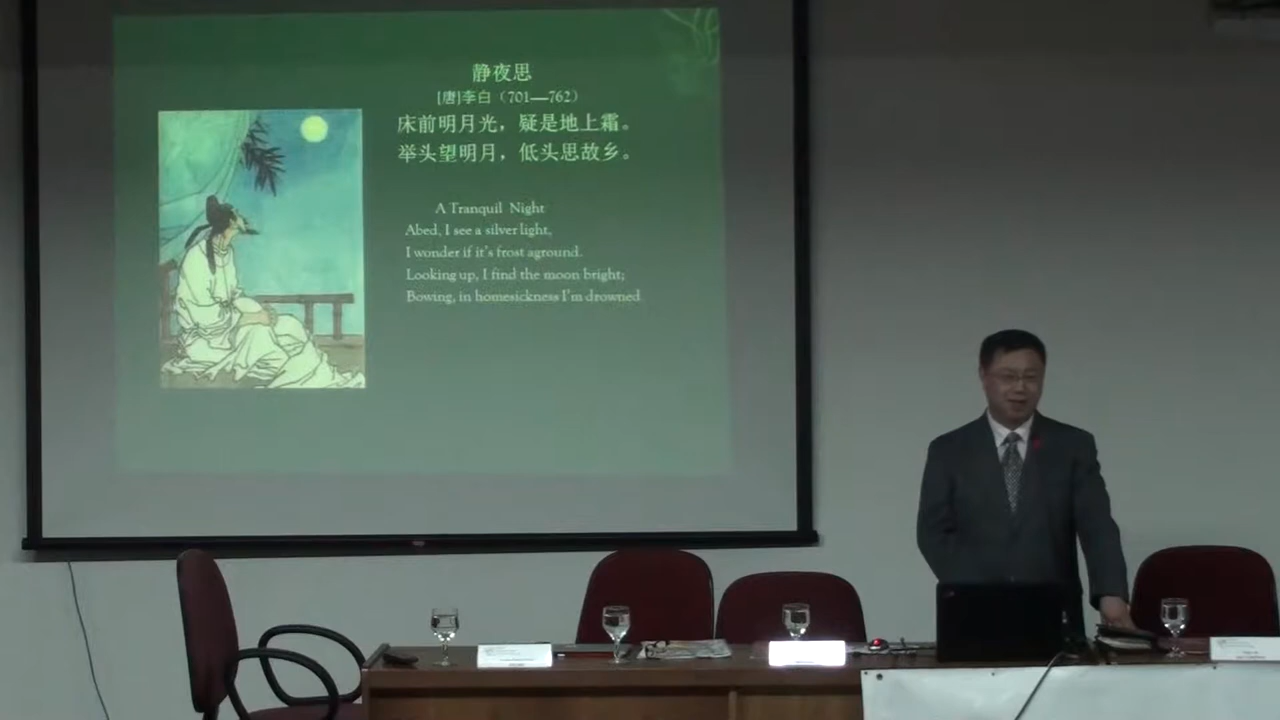 静夜思
[唐]李白（701—762）
床前明月光，疑是地上霜。
举头望明月，低头思故乡。
A Tranquil Night
Abed, I see a silver light,
I wonder if it's frost aground.
Looking up, I find the moon bright;
Bowing, in homesickness I'm drowned